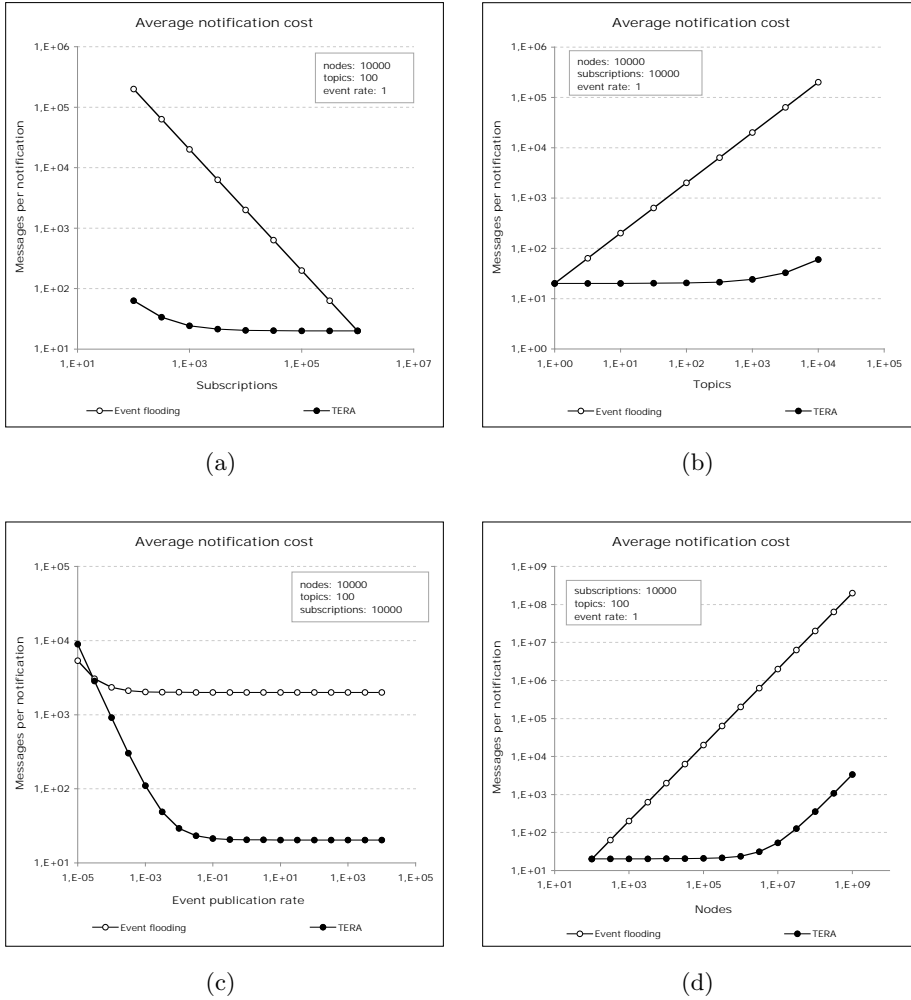 Average notification cost
nodes: 10000
topics: 100
event rate: 1
Messages per notification
1,E+06
1,E+05
1,E+04
1,E+03
1,E+02
1,E+01
1,E+01 1,E+03 1,E+05 1,E+07
Subscriptions
Event flooding TERA
(a)
Average notification cost
nodes: 10000
subscriptions: 10000
event rate: 1
Messages per notification
1,E+06
1,E+05
1,E+04
1,E+03
1,E+02
1,E+01
1,E+00
1,E+00 1,E+01 1,E+02 1,E+03 1,E+04 1,E+05
Topics
Event flooding TERA
(b)
Average notification cost
nodes: 10000
topics: 100
subscriptions: 10000
Messages per notification
1,E+05
1,E+04
1,E+03
1,E+02
1,E+01
1,E-05 1,E-03 1,E-01 1,E+01 1,E+03 1,E+05
Event publication rate
Event flooding TERA
(c)
Average notification cost
subscriptions: 10000
topics: 100
event rate: 1
Messages per notification
1,E+09
1,E+08
1,E+07
1,E+06
1,E+05
1,E+04
1,E+03
1,E+02
1,E+01
1,E+01 1,E+03 1,E+05 1,E+07 1,E+09
Nodes
Event flooding TERA
(d)